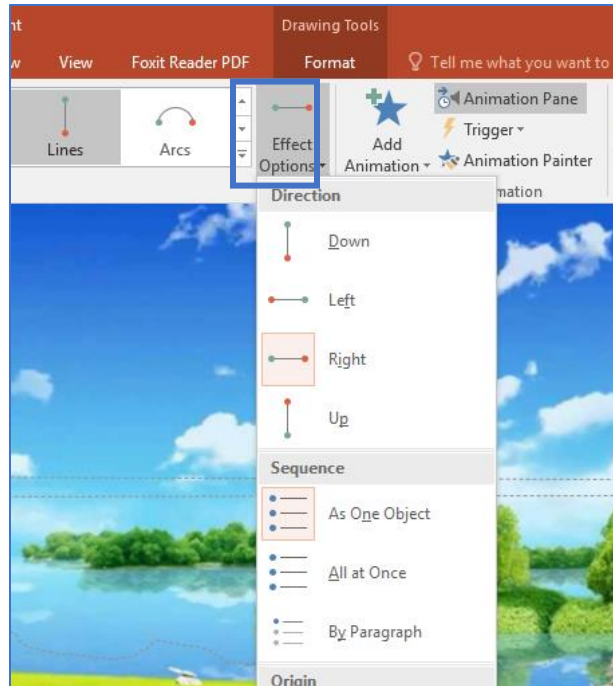 nt
Drawing Tools
w View Foxit Reader PDF Format Tell me what you want to
Lines Arcs Effect Options Add Animation Animation Pane
Trigger
Animation Painter
mation
Direction
Down
Left
Right
Up
Sequence
As One Object
All at Once
By Paragraph
Origin